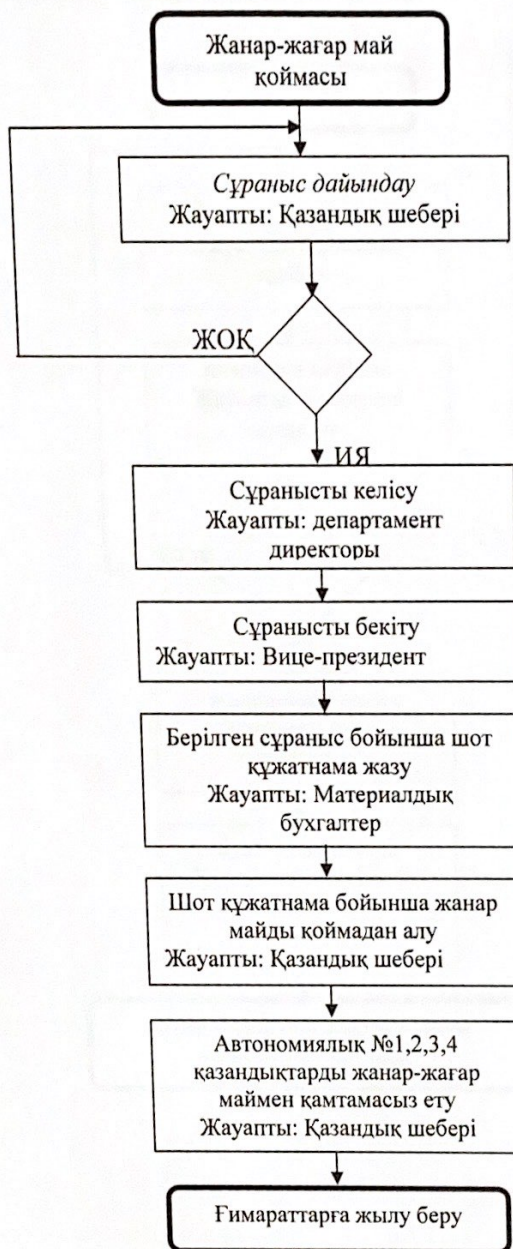 Жанар-жағар май
қоймасы
Сұраныс дайындау
Жауапты: Қазандық шебері
ЖОҚ
ИЯ
Сұранысты келісу
Жауапты: департамент
директоры
Сұранысты бекіту
Жауапты: Вице-президент
Берілген сұраныс бойынша шот
құжатнама жазу
Жауапты: Материалдық
бухгалтер
Шот құжатнама бойынша жанар
майды қоймадан алу
Жауапты: Қазандық шебері
Автономиялық №1,2,3,4
қазандықтарды жанар-жағар
маймен қамтамасыз ету
Жауапты: Қазандық шебері
Ғимараттарға жылу беру